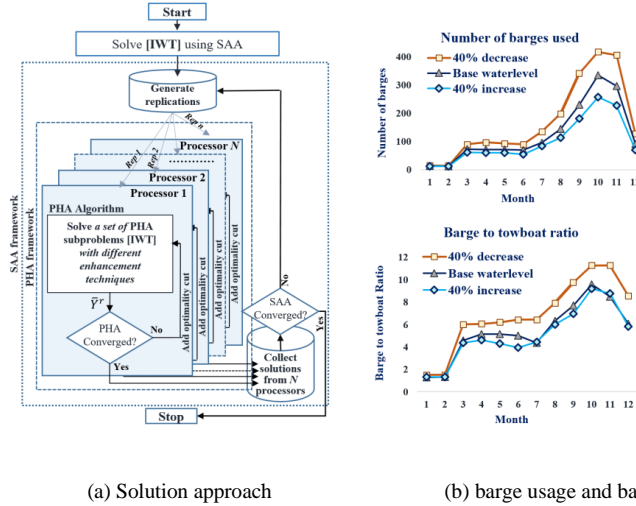 Start
Solve [IWT] using SAA
Generate
replications
Rep 1
Rep 2
Rep n
Processor N
..........
Processor 2
Processor 1
PHA Algorithm
Solve a set of PHA
subproblems [IWT]
with different
enhancement
techniques
Ȳʳ
PHA
Converged?
No
Yes
Add optimality cut
Add optimality cut
Add optimality cut
Add optimality cut
SAA framework
PHA framework
No
SAA
Converged?
Yes
Collect
solutions
from N
processors
Stop
(a) Solution approach
Number of barges used
40% decrease
Base waterlevel
40% increase
Number of barges
400
300
200
100
0
1 2 3 4 5 6 7 8 9 10 11 1
Month
Barge to towboat ratio
40% decrease
Base waterlevel
40% increase
Barge to towboat Ratio
12
10
8
6
4
2
0
1 2 3 4 5 6 7 8 9 10 11 12
Month
(b) barge usage and ba